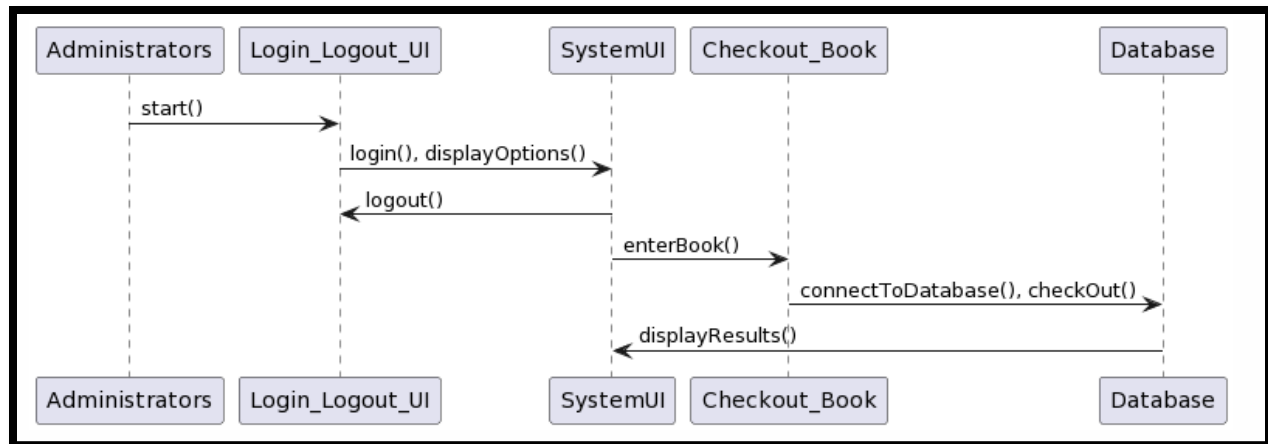 Administrators Login_Logout_UI SystemUI Checkout_Book Database
start()
login(), displayOptions()
logout()
enterBook()
connectToDatabase(), checkOut()
displayResults()
Administrators Login_Logout_UI SystemUI Checkout_Book Database